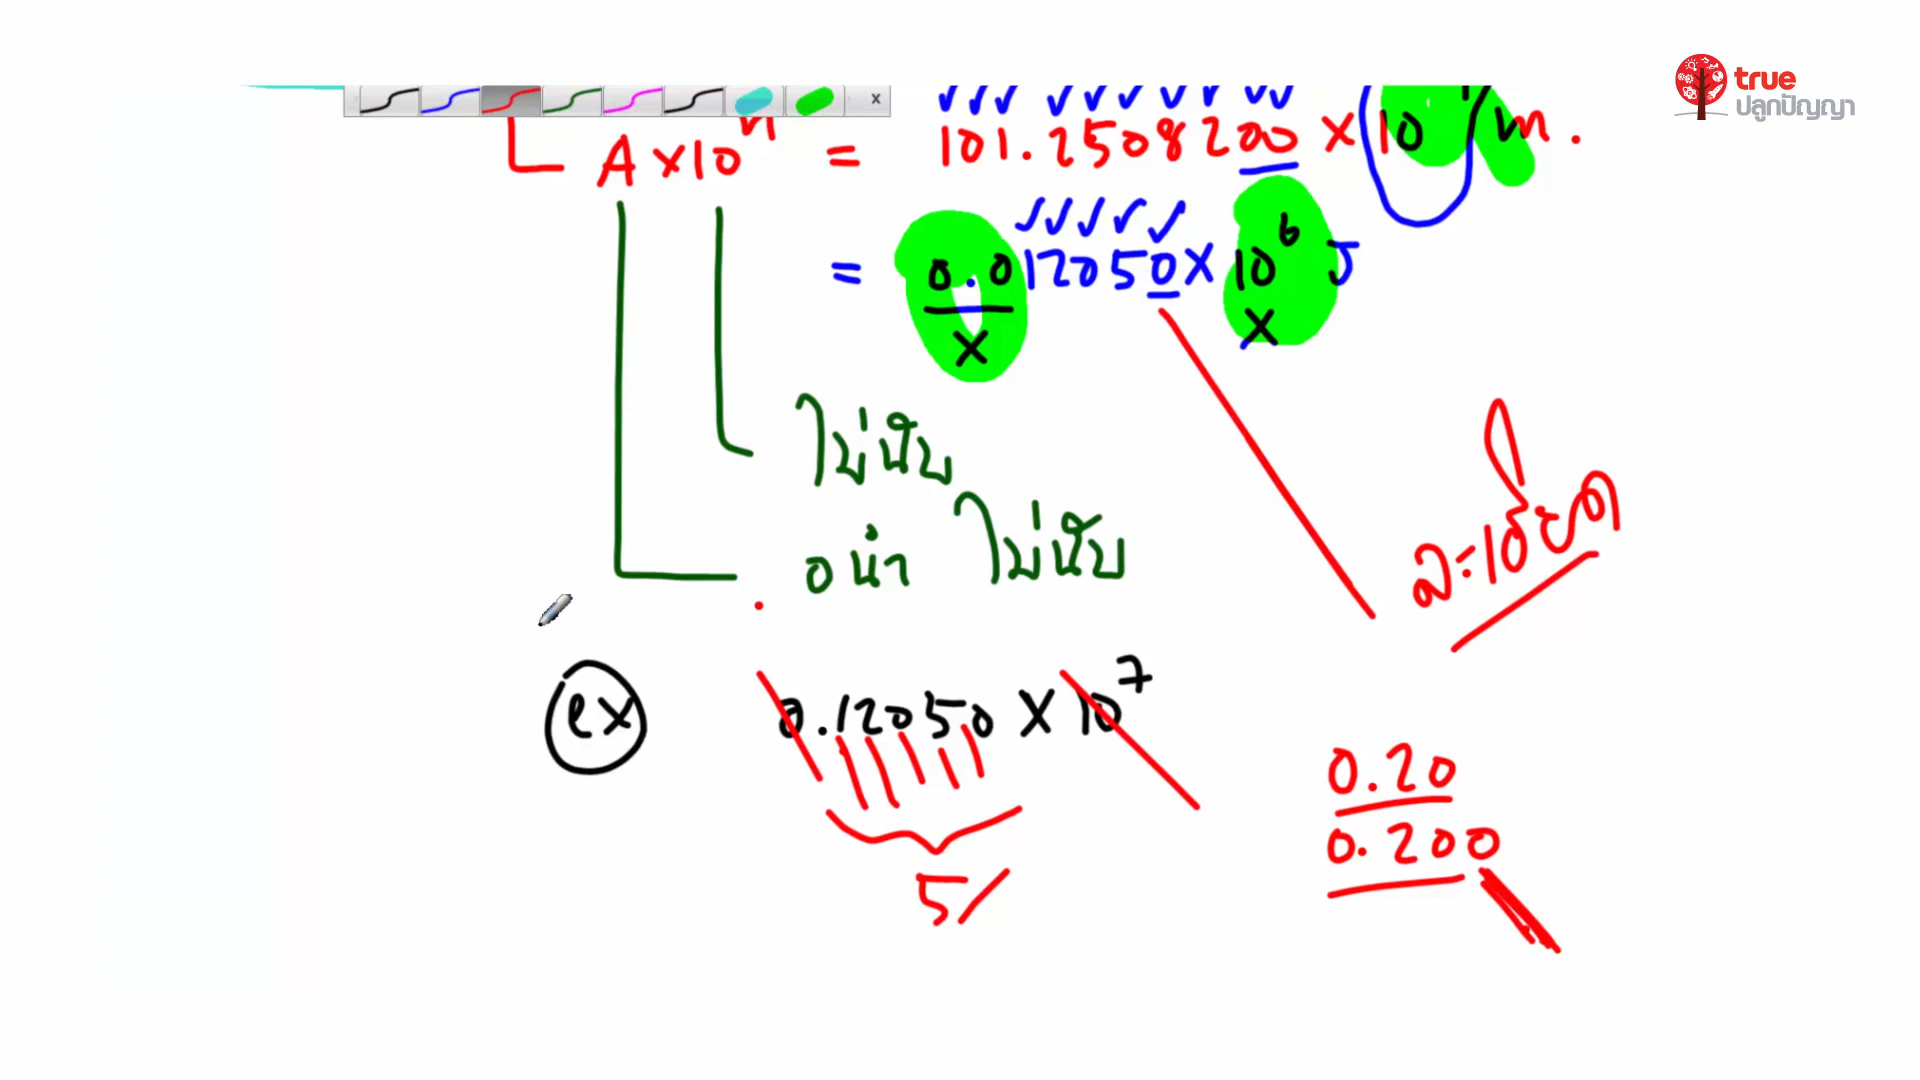 true
ปลูกปัญญา
x
A x10ⁿ = 101.2508200 x 10 m.
= 0.012050 x 10⁶ J
x x
ไม่นับ
0 นำ ไม่นับ
ละเอียด
ex 0.12050 x 10⁷
0.20
0.200
5